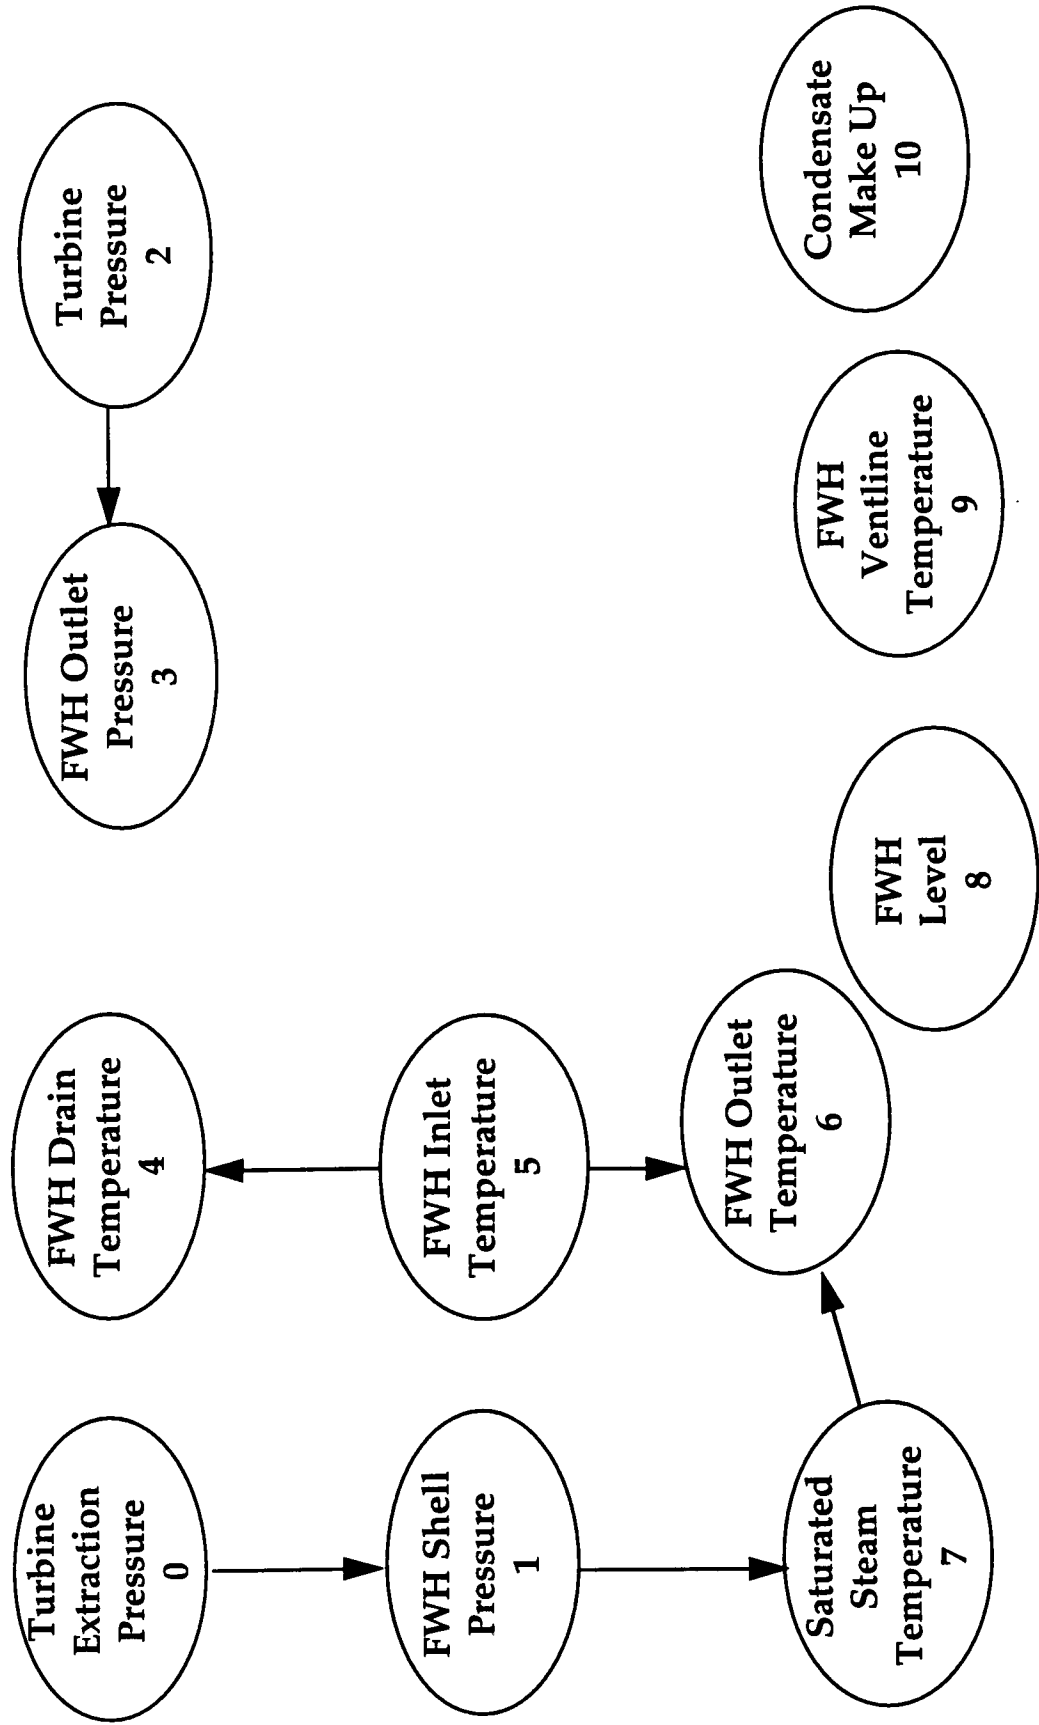 Turbine
Extraction
Pressure
0
FWH Drain
Temperature
4
FWH Outlet
Pressure
3
Turbine
Pressure
2
FWH Shell
Pressure
1
FWH Inlet
Temperature
5
Saturated
Steam
Temperature
7
FWH Outlet
Temperature
6
FWH
Level
8
FWH
Ventline
Temperature
9
Condensate
Make Up
10